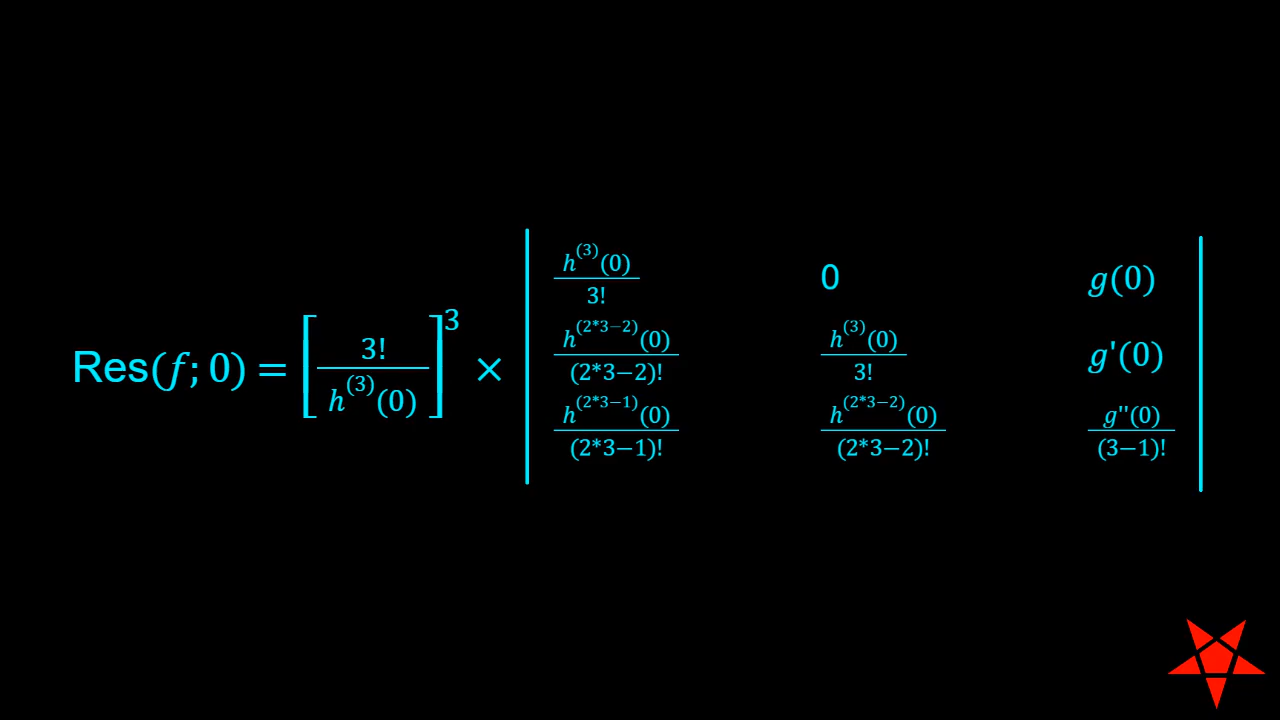 Res(f; 0) = [3!/h^(3)(0)]^3 ×
h^(3)(0)/3! 0 g(0)
h^(2*3−2)(0)/(2*3−2)! h^(3)(0)/3! g'(0)
h^(2*3−1)(0)/(2*3−1)! h^(2*3−2)(0)/(2*3−2)! g''(0)/(3−1)!